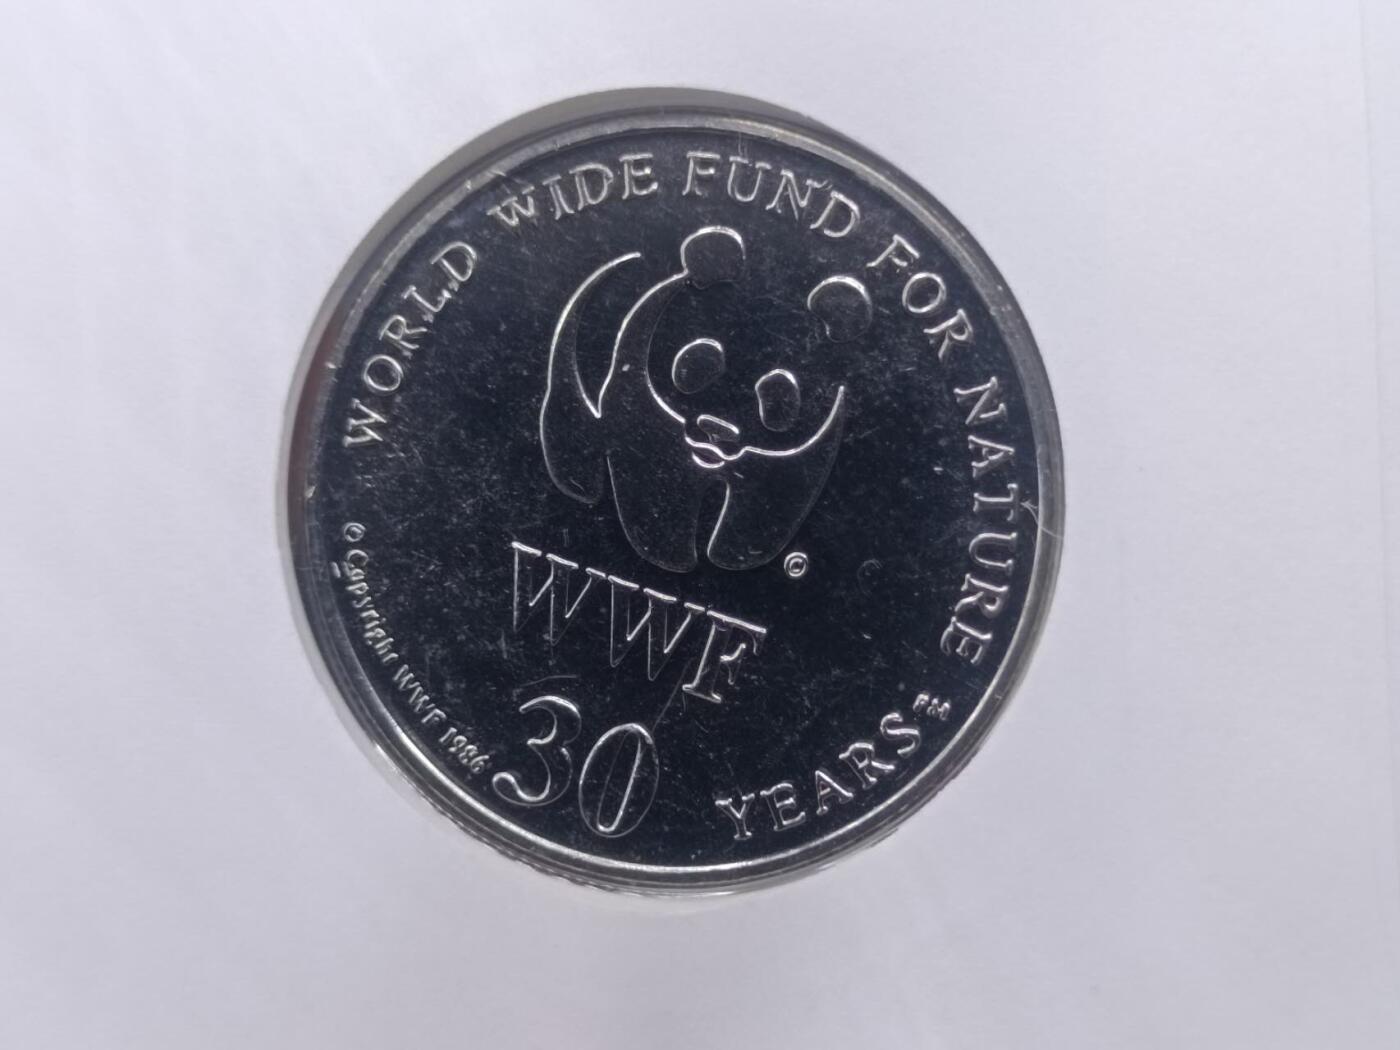 WORLD WIDE FUND FOR NATURE
©
WWF
30 YEARS
© Copyright WWF 1986